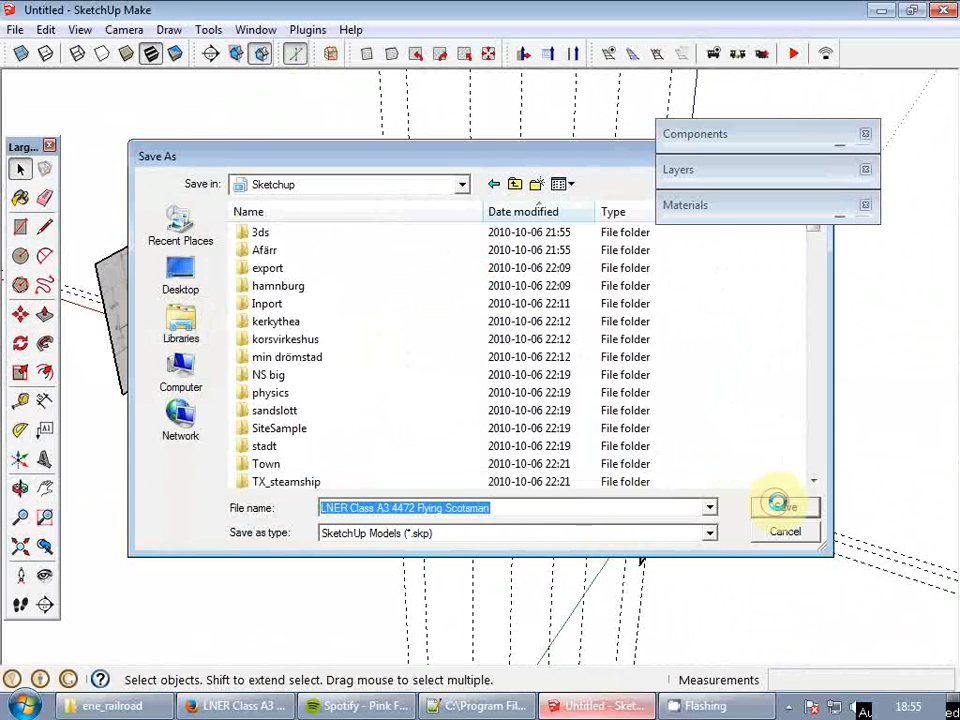 Untitled - SketchUp Make
File Edit View Camera Draw Tools Window Plugins Help
Larg...
Save As
Save in: Sketchup
Name Date modified Type
Recent Places
Desktop
Libraries
Computer
Network
3ds 2010-10-06 21:55 File folder
Afärr 2010-10-06 21:55 File folder
export 2010-10-06 22:09 File folder
hamnburg 2010-10-06 22:09 File folder
Inport 2010-10-06 22:11 File folder
kerkythea 2010-10-06 22:12 File folder
korsvirkeshus 2010-10-06 22:12 File folder
min drömstad 2010-10-06 22:12 File folder
NS big 2010-10-06 22:19 File folder
physics 2010-10-06 22:19 File folder
sandslott 2010-10-06 22:19 File folder
SiteSample 2010-10-06 22:19 File folder
stadt 2010-10-06 22:19 File folder
Town 2010-10-06 22:21 File folder
TX_steamship 2010-10-06 22:21 File folder
File name: LNER Class A3 4472 Flying Scotsman Save
Save as type: SketchUp Models (*.skp) Cancel
Components
Layers
Materials
A1
Select objects. Shift to extend select. Drag mouse to select multiple. Measurements
ene_railroad LNER Class A3 ... Spotify - Pink F... C:\Program Fil... Untitled - Sket... Flashing 18:55